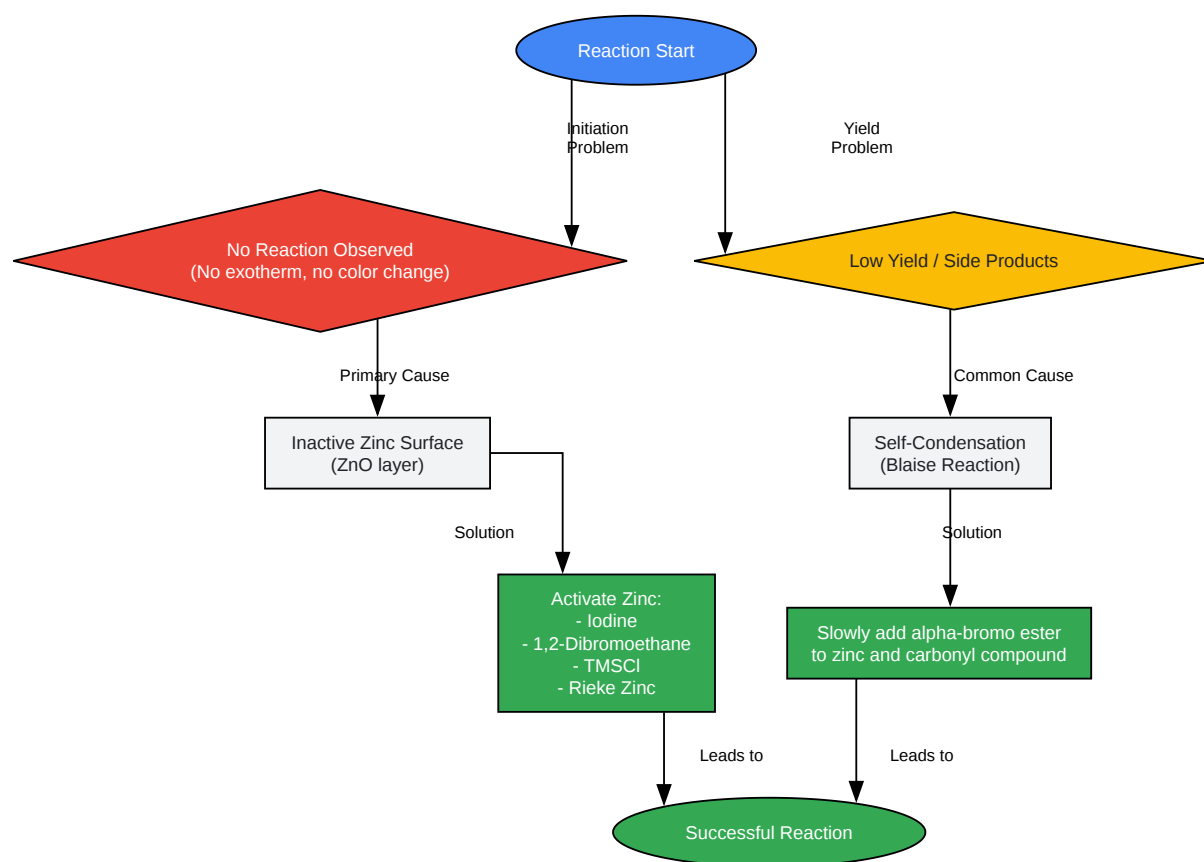 Reaction Start
Initiation
Problem
Yield
Problem
No Reaction Observed
(No exotherm, no color change)
Low Yield / Side Products
Primary Cause
Common Cause
Inactive Zinc Surface
(ZnO layer)
Self-Condensation
(Blaise Reaction)
Solution
Solution
Activate Zinc:
- Iodine
- 1,2-Dibromoethane
- TMSCl
- Rieke Zinc
Slowly add alpha-bromo ester
to zinc and carbonyl compound
Leads to
Leads to
Successful Reaction